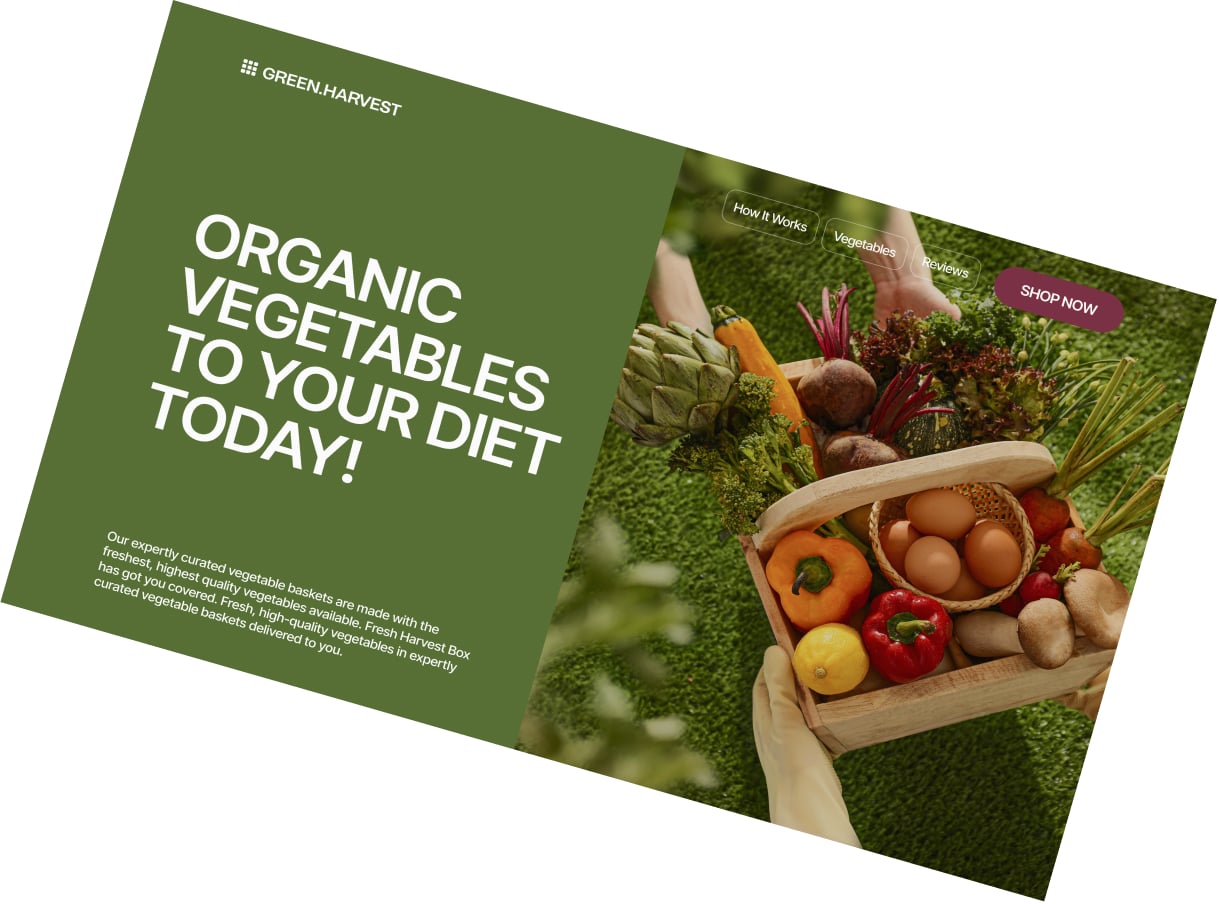 GREEN.HARVEST
How It Works
Vegetables
Reviews
SHOP NOW
ORGANIC
VEGETABLES
TO YOUR DIET
TODAY!
Our expertly curated vegetable baskets are made with the
freshest, highest quality vegetables available. Fresh Harvest Box
has got you covered. Fresh, high-quality vegetables in expertly
curated vegetable baskets delivered to you.